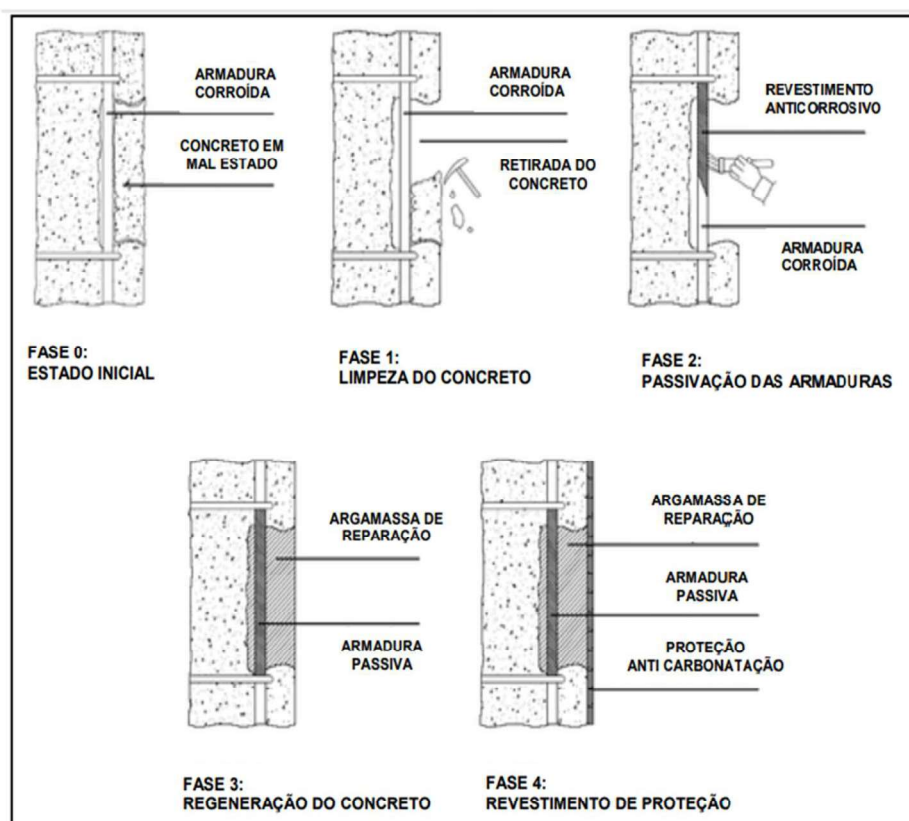 ARMADURA
CORROÍDA
CONCRETO EM
MAL ESTADO
FASE 0:
ESTADO INICIAL
ARMADURA
CORROÍDA
RETIRADA DO
CONCRETO
FASE 1:
LIMPEZA DO CONCRETO
REVESTIMENTO
ANTICORROSIVO
ARMADURA
CORROÍDA
FASE 2:
PASSIVAÇÃO DAS ARMADURAS
ARGAMASSA DE
REPARAÇÃO
ARMADURA
PASSIVA
FASE 3:
REGENERAÇÃO DO CONCRETO
ARGAMASSA DE
REPARAÇÃO
ARMADURA
PASSIVA
PROTEÇÃO
ANTI CARBONATAÇÃO
FASE 4:
REVESTIMENTO DE PROTEÇÃO